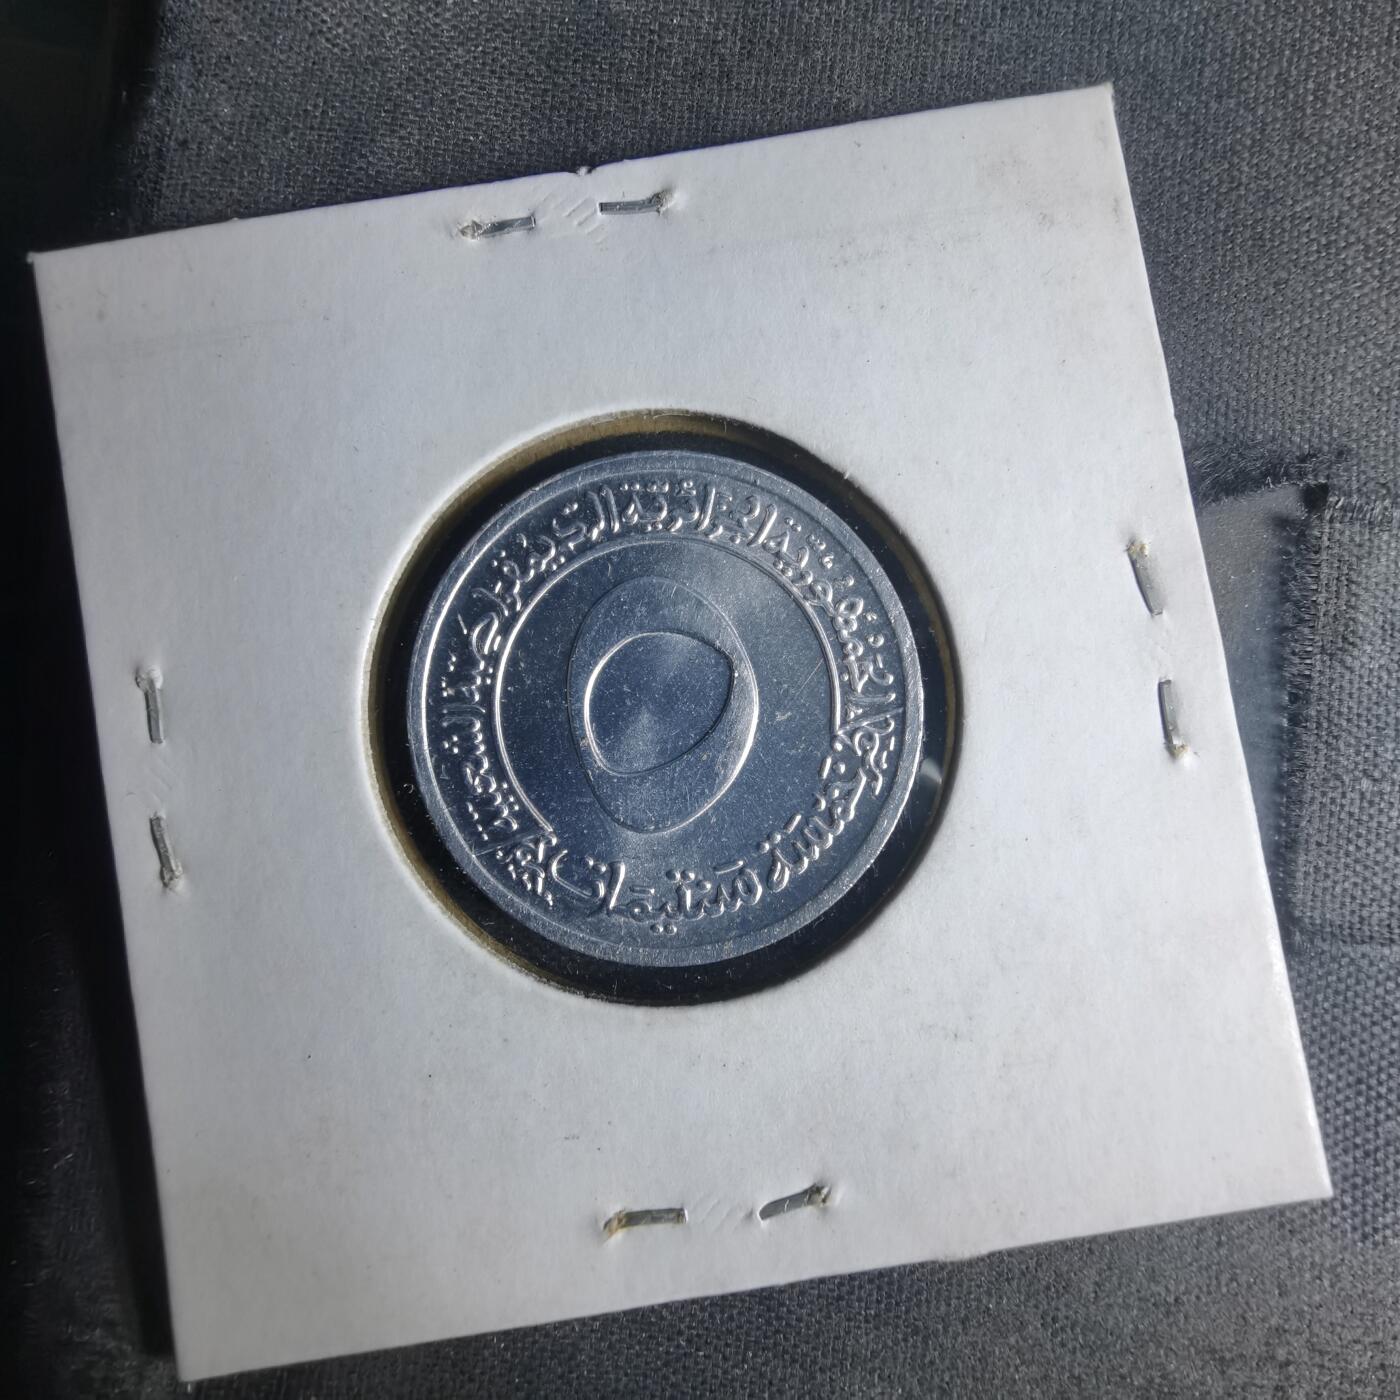 الجمهورية الجزائرية الديمقراطية الشعبية
٥
خمسة سنتيمات